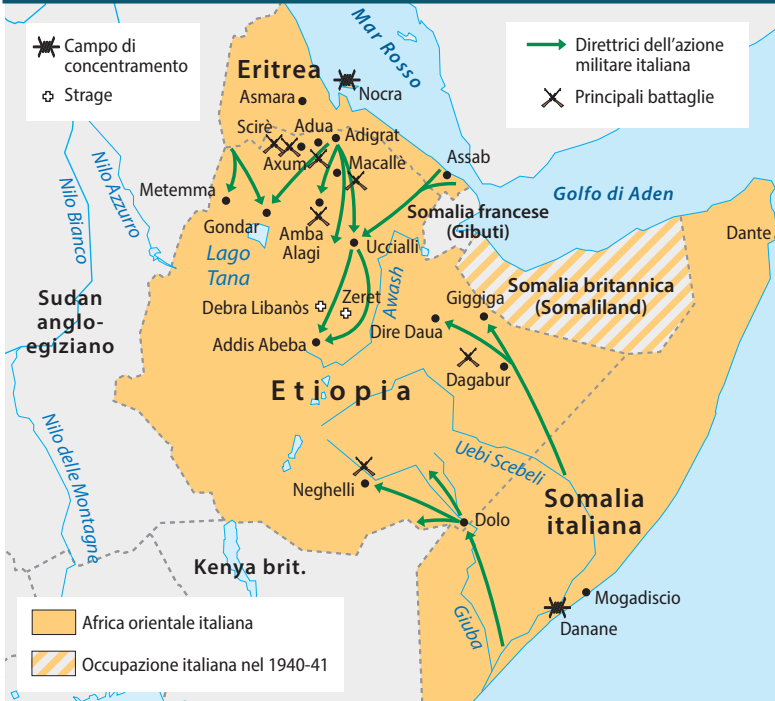 Campo di
concentramento
Strage
Direttrici dell'azione
militare italiana
Principali battaglie
Mar Rosso
Eritrea
Nocra
Asmara
Scirè
Adua
Adigrat
Axum
Macallè
Assab
Nilo Bianco
Nilo Azzurro
Metemma
Golfo di Aden
Gondar
Amba
Alagi
Somalia francese
(Gibuti)
Uccialli
Dante
Lago
Tana
Awash
Somalia britannica
(Somaliland)
Sudan
anglo-
egiziano
Debra Libanòs
Zeret
Giggiga
Dire Daua
Addis Abeba
Dagabur
Etiopia
Nilo delle Montagne
Uebi Scebeli
Neghelli
Somalia
italiana
Dolo
Kenya brit.
Mogadiscio
Giuba
Danane
Africa orientale italiana
Occupazione italiana nel 1940-41